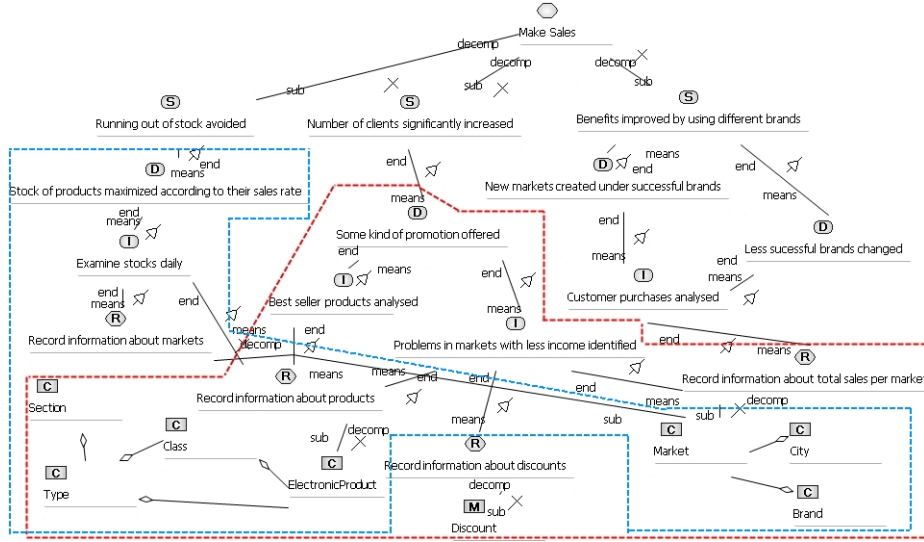 Make Sales
decomp
decomp
decomp
sub
sub
sub
S
S
S
Running out of stock avoided
Number of clients significantly increased
Benefits improved by using different brands
end
means
end
means
means
end
end
means
D
D
Stock of products maximized according to their sales rate
New markets created under successful brands
end
means
D
end
means
D
I
Some kind of promotion offered
Less sucessful brands changed
Examine stocks daily
end
means
end
means
end
means
I
I
end
means
end
Best seller products analysed
Customer purchases analysed
R
I
means
decomp
end
end
means
Record information about markets
Problems in markets with less income identified
R
R
means
means
end
end
end
Record information about total sales per market
C
Record information about products
means
sub
decomp
Section
means
sub
C
sub
decomp
R
C
C
Class
Market
City
C
C
Record information about discounts
Type
ElectronicProduct
decomp
C
M
sub
Brand
Discount